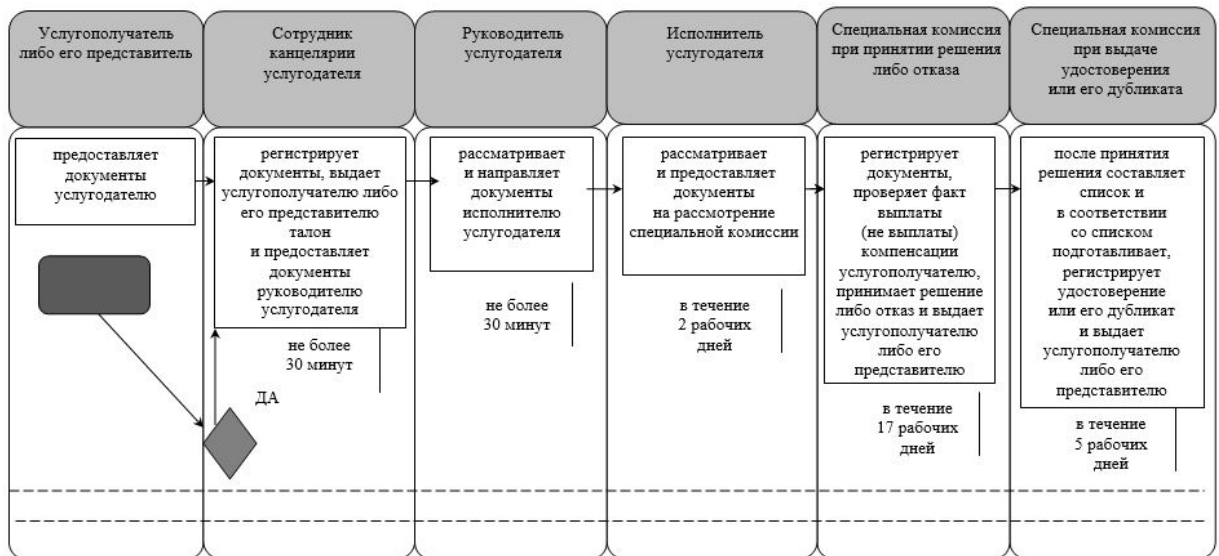 Услугополучатель
либо его представитель
Сотрудник
канцелярии
услугодателя
Руководитель
услугодателя
Исполнитель
услугодателя
Специальная комиссия
при принятии решения
либо отказа
Специальная комиссия
при выдаче
удостоверения
или его дубликата
предоставляет
документы
услугодателю
регистрирует
документы, выдает
услугополучателю либо
его представителю
талон
и предоставляет
документы
руководителю
услугодателя
не более
30 минут
ДА
рассматривает
и направляет
документы
исполнителю
услугодателя
не более
30 минут
рассматривает
и предоставляет
документы
на рассмотрение
специальной комиссии
в течение
2 рабочих
дней
регистрирует
документы,
проверяет факт
выплаты
(не выплаты)
компенсации
услугополучателю,
принимает решение
либо отказ и выдает
услугополучателю
либо его
представителю
в течение
17 рабочих
дней
после принятия
решения составляет
список и
в соответствии
со списком
подготавливает,
регистрирует
удостоверение
или его дубликат
и выдает
услугополучателю
либо его
представителю
в течение
5 рабочих
дней